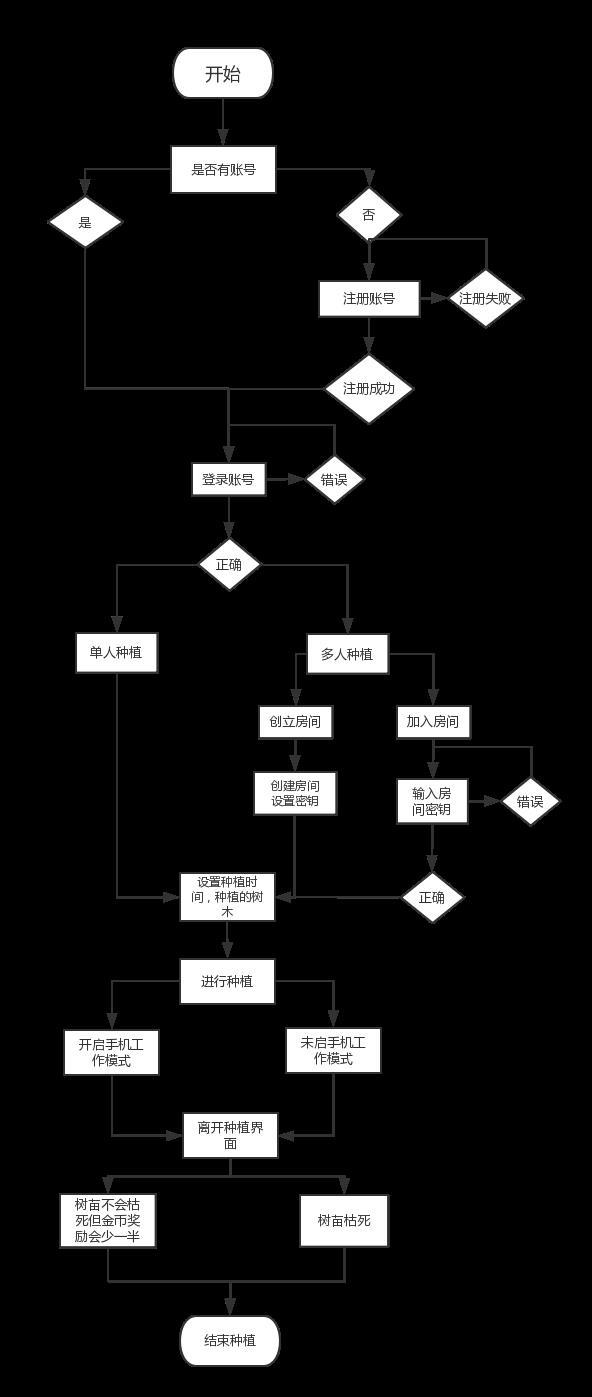 开始
是否有账号
是
否
注册账号
注册失败
注册成功
登录账号
错误
正确
单人种植
多人种植
创立房间
加入房间
创建房间
设置密钥
输入房
间密钥
错误
设置种植时
间，种植的树
木
正确
进行种植
开启手机工
作模式
未启手机工
作模式
离开种植界
面
树苗不会枯
死但金币奖
励会少一半
树苗枯死
结束种植